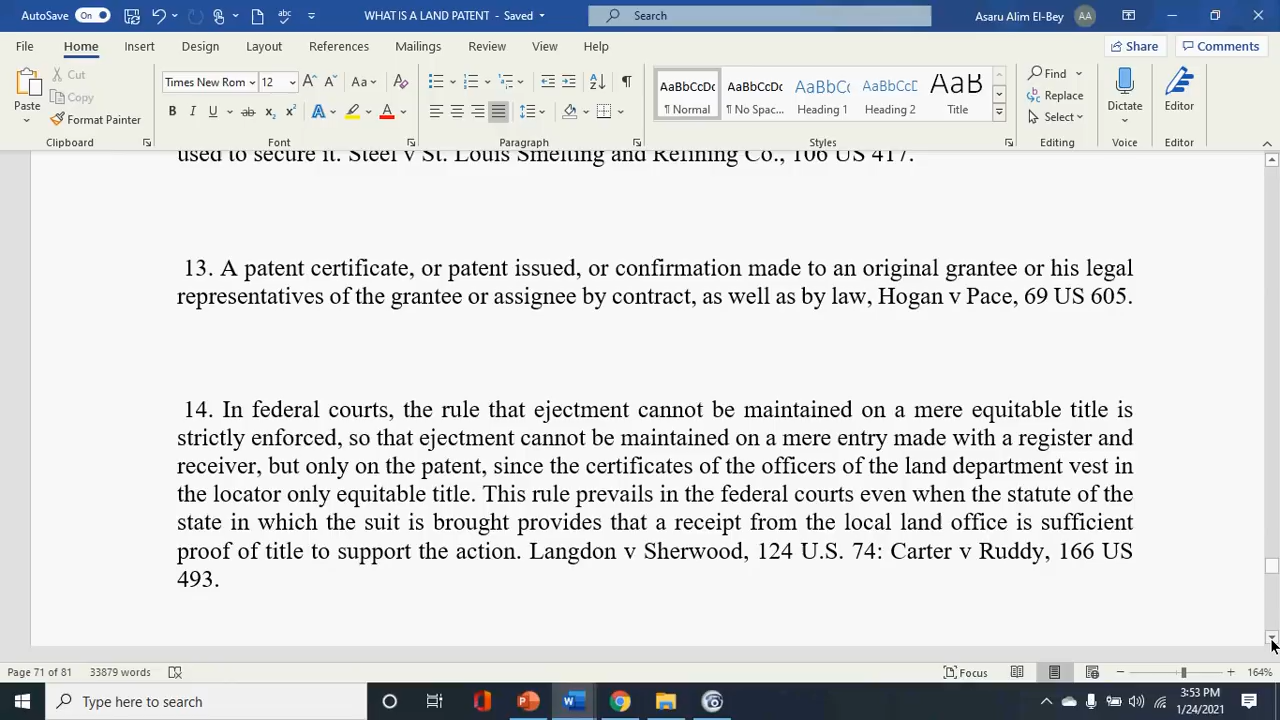 AutoSave On WHAT IS A LAND PATENT - Saved Search Asaru Alim El-Bey AA
File Home Insert Design Layout References Mailings Review View Help Share Comments
Paste
Cut
Copy
Format Painter
Clipboard
Times New Rom 12
Font
Paragraph
AaBbCcDc AaBbCcDc AaBbCc AaBbCcD AaB
¶ Normal ¶ No Spac... Heading 1 Heading 2 Title
Styles
Find
Replace
Select
Editing
Dictate
Voice
Editor
Editor
used to secure it. Steel v St. Louis Smelting and Refining Co., 106 US 417.
13. A patent certificate, or patent issued, or confirmation made to an original grantee or his legal
representatives of the grantee or assignee by contract, as well as by law, Hogan v Pace, 69 US 605.
14. In federal courts, the rule that ejectment cannot be maintained on a mere equitable title is
strictly enforced, so that ejectment cannot be maintained on a mere entry made with a register and
receiver, but only on the patent, since the certificates of the officers of the land department vest in
the locator only equitable title. This rule prevails in the federal courts even when the statute of the
state in which the suit is brought provides that a receipt from the local land office is sufficient
proof of title to support the action. Langdon v Sherwood, 124 U.S. 74: Carter v Ruddy, 166 US
493.
Page 71 of 81 33879 words Focus 164%
Type here to search
3:53 PM
1/24/2021